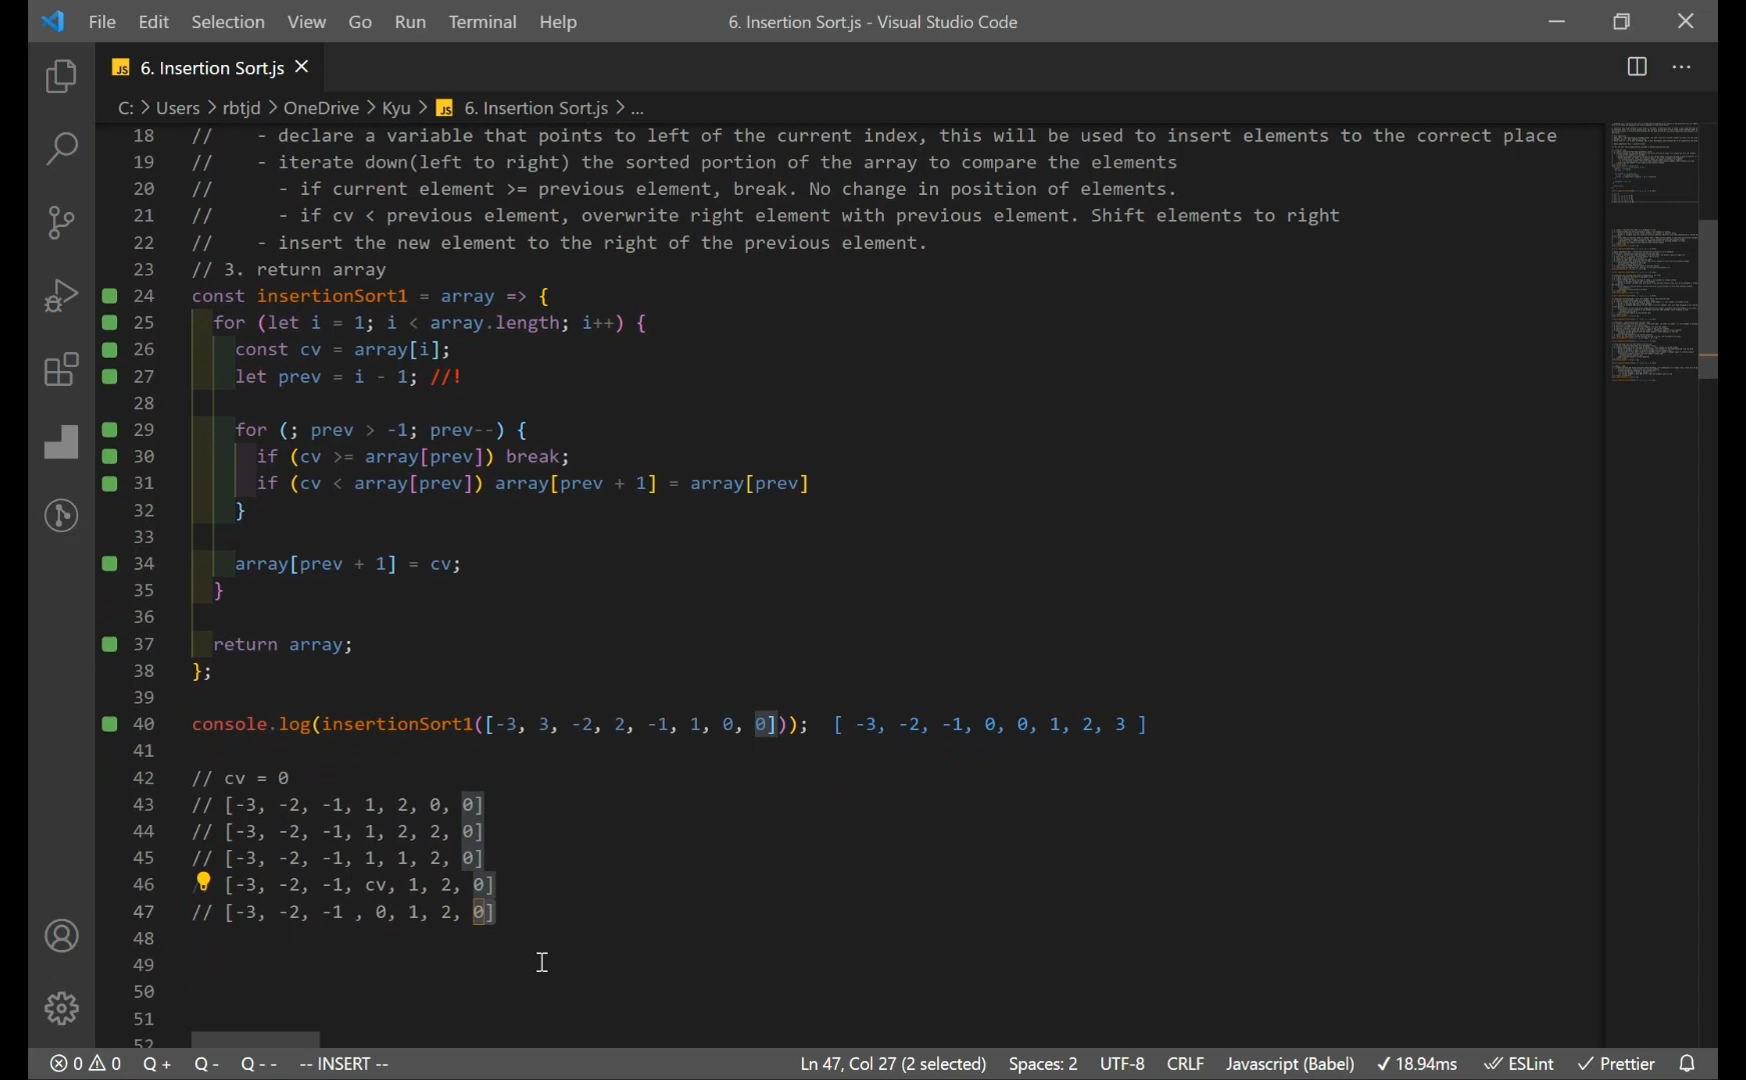 File Edit Selection View Go Run Terminal Help 6. Insertion Sort.js - Visual Studio Code
JS 6. Insertion Sort.js
C: > Users > rbtjd > OneDrive > Kyu > JS 6. Insertion Sort.js > ...
18 //    - declare a variable that points to left of the current index, this will be used to insert elements to the correct place
19 //    - iterate down(left to right) the sorted portion of the array to compare the elements
20 //      - if current element >= previous element, break. No change in position of elements.
21 //      - if cv < previous element, overwrite right element with previous element. Shift elements to right
22 //    - insert the new element to the right of the previous element.
23 // 3. return array
24 const insertionSort1 = array => {
25   for (let i = 1; i < array.length; i++) {
26     const cv = array[i];
27     let prev = i - 1; //!
28
29     for (; prev > -1; prev--) {
30       if (cv >= array[prev]) break;
31       if (cv < array[prev]) array[prev + 1] = array[prev]
32     }
33
34     array[prev + 1] = cv;
35   }
36
37   return array;
38 };
39
40 console.log(insertionSort1([-3, 3, -2, 2, -1, 1, 0, 0]));  [ -3, -2, -1, 0, 0, 1, 2, 3 ]
41
42 // cv = 0
43 // [-3, -2, -1, 1, 2, 0, 0]
44 // [-3, -2, -1, 1, 2, 2, 0]
45 // [-3, -2, -1, 1, 1, 2, 0]
46 [-3, -2, -1, cv, 1, 2, 0]
47 // [-3, -2, -1 , 0, 1, 2, 0]
48
49
50
51
52
0 0 Q + Q - Q - - -- INSERT -- Ln 47, Col 27 (2 selected) Spaces: 2 UTF-8 CRLF Javascript (Babel) ✓ 18.94ms ESLint ✓ Prettier